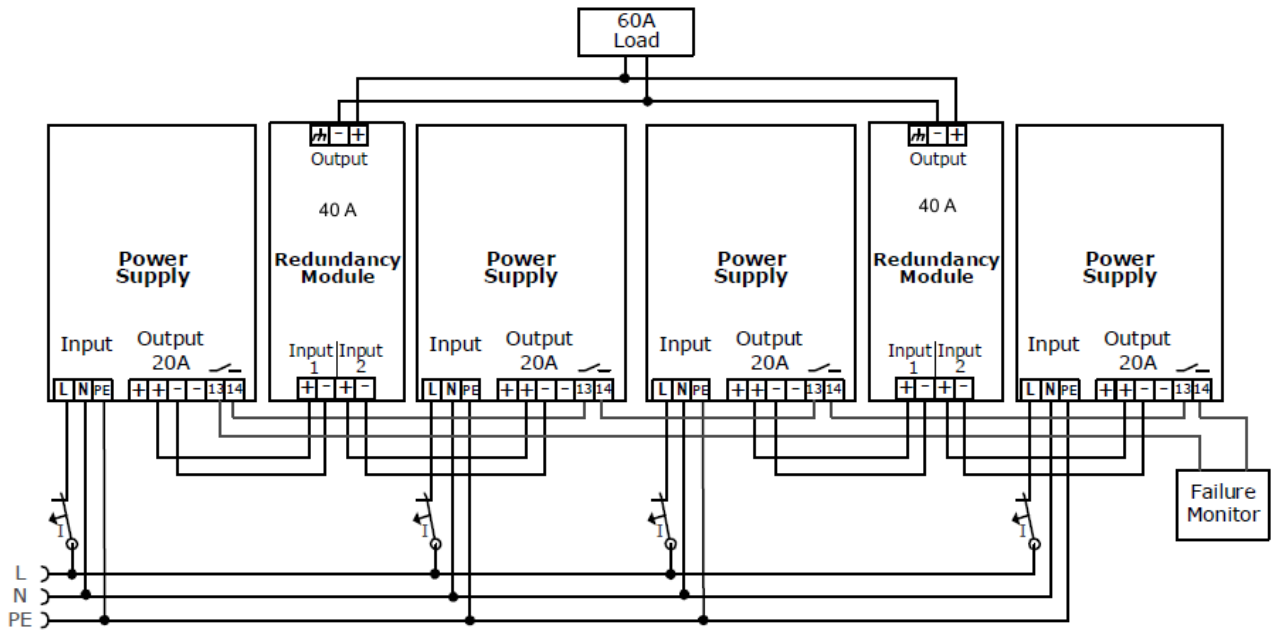 60A
Load
- +
Output
40 A
Redundancy
Module
Input Input
1 2
+ - + -
- +
Output
40 A
Redundancy
Module
Input Input
1 2
+ - + -
Power
Supply
Input
Output
20A
L N PE
+ + - - 13 14
Power
Supply
Input
Output
20A
L N PE
+ + - - 13 14
Power
Supply
Input
Output
20A
L N PE
+ + - - 13 14
Power
Supply
Input
Output
20A
L N PE
+ + - - 13 14
I
I
I
I
Failure
Monitor
L
N
PE